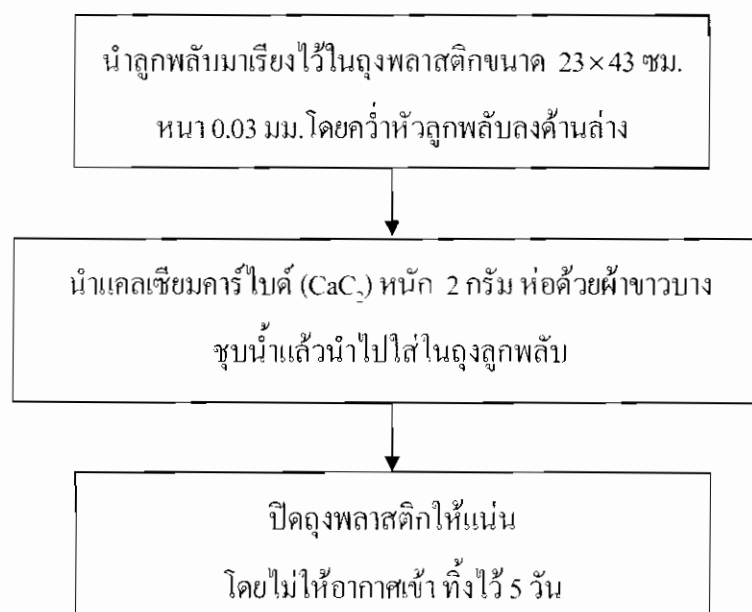 นำลูกพลับมาเรียงไว้ในถุงพลาสติกขนาด 23×43 ซม.
หนา 0.03 มม. โดยคว่ำหัวลูกพลับลงด้านล่าง
นำแคลเซียมคาร์ไบด์ (CaC₂) หนัก 2 กรัม ห่อด้วยผ้าขาวบาง
ชุบน้ำแล้วนำไปใส่ในถุงลูกพลับ
ปิดถุงพลาสติกให้แน่น
โดยไม่ให้อากาศเข้า ทิ้งไว้ 5 วัน